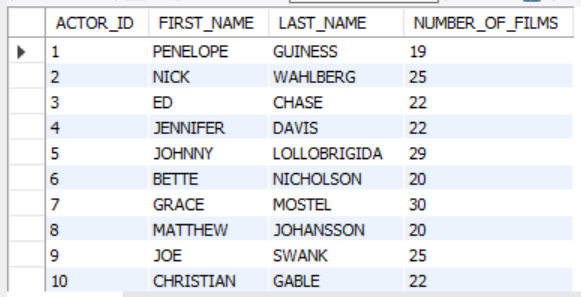 ACTOR_ID FIRST_NAME LAST_NAME NUMBER_OF_FILMS
1 PENELOPE GUINESS 19
2 NICK WAHLBERG 25
3 ED CHASE 22
4 JENNIFER DAVIS 22
5 JOHNNY LOLLOBRIGIDA 29
6 BETTE NICHOLSON 20
7 GRACE MOSTEL 30
8 MATTHEW JOHANSSON 20
9 JOE SWANK 25
10 CHRISTIAN GABLE 22